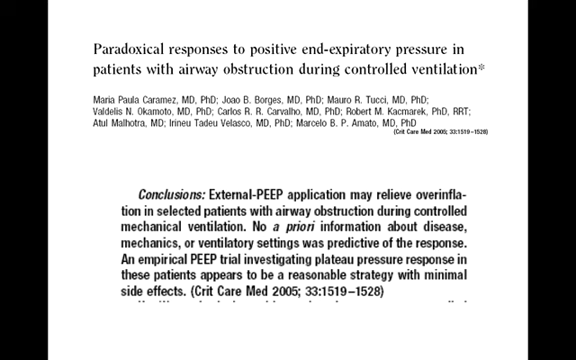 Paradoxical responses to positive end-expiratory pressure in
patients with airway obstruction during controlled ventilation*
Maria Paula Caramez, MD, PhD; Joao B. Borges, MD, PhD; Mauro R. Tucci, MD, PhD;
Valdelis N. Okamoto, MD, PhD; Carlos R. R. Carvalho, MD, PhD; Robert M. Kacmarek, PhD, RRT;
Atul Malhotra, MD; Irineu Tadeu Velasco, MD, PhD; Marcelo B. P. Amato, MD, PhD
(Crit Care Med 2005; 33:1519–1528)
Conclusions: External-PEEP application may relieve overinfla-
tion in selected patients with airway obstruction during controlled
mechanical ventilation. No a priori information about disease,
mechanics, or ventilatory settings was predictive of the response.
An empirical PEEP trial investigating plateau pressure response in
these patients appears to be a reasonable strategy with minimal
side effects. (Crit Care Med 2005; 33:1519–1528)